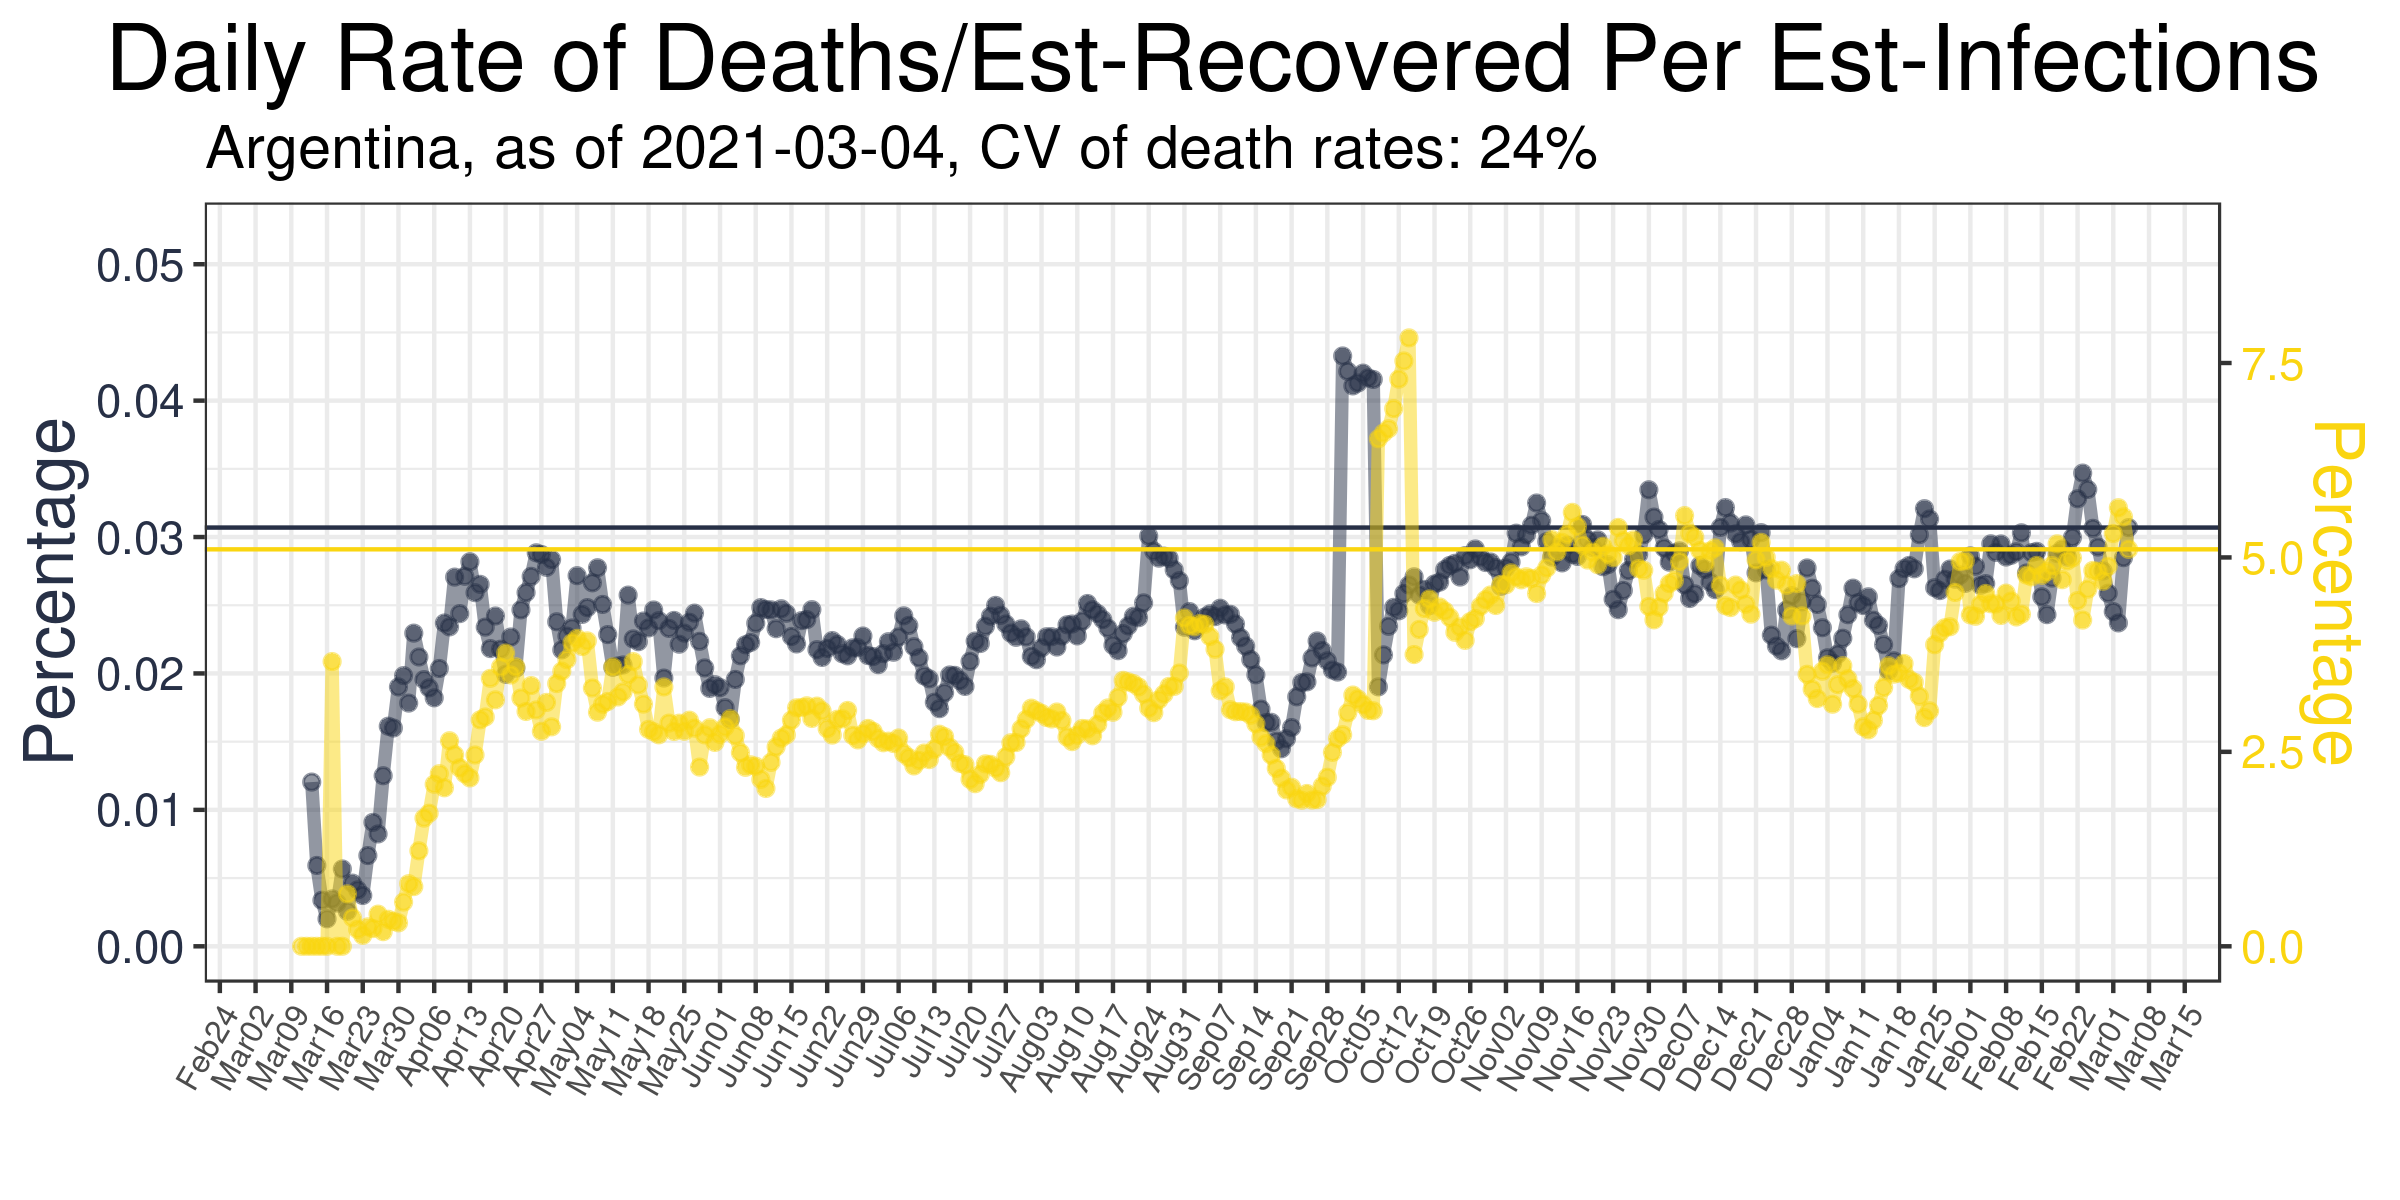 Daily Rate of Deaths/Est-Recovered Per Est-Infections
Argentina, as of 2021-03-04, CV of death rates: 24%
Percentage
0.05
0.04
0.03
0.02
0.01
0.00
7.5
5.0
2.5
0.0
Percentage
Feb24
Mar02
Mar09
Mar16
Mar23
Mar30
Apr06
Apr13
Apr20
Apr27
May04
May11
May18
May25
Jun01
Jun08
Jun15
Jun22
Jun29
Jul06
Jul13
Jul20
Jul27
Aug03
Aug10
Aug17
Aug24
Aug31
Sep07
Sep14
Sep21
Sep28
Oct05
Oct12
Oct19
Oct26
Nov02
Nov09
Nov16
Nov23
Nov30
Dec07
Dec14
Dec21
Dec28
Jan04
Jan11
Jan18
Jan25
Feb01
Feb08
Feb15
Feb22
Mar01
Mar08
Mar15